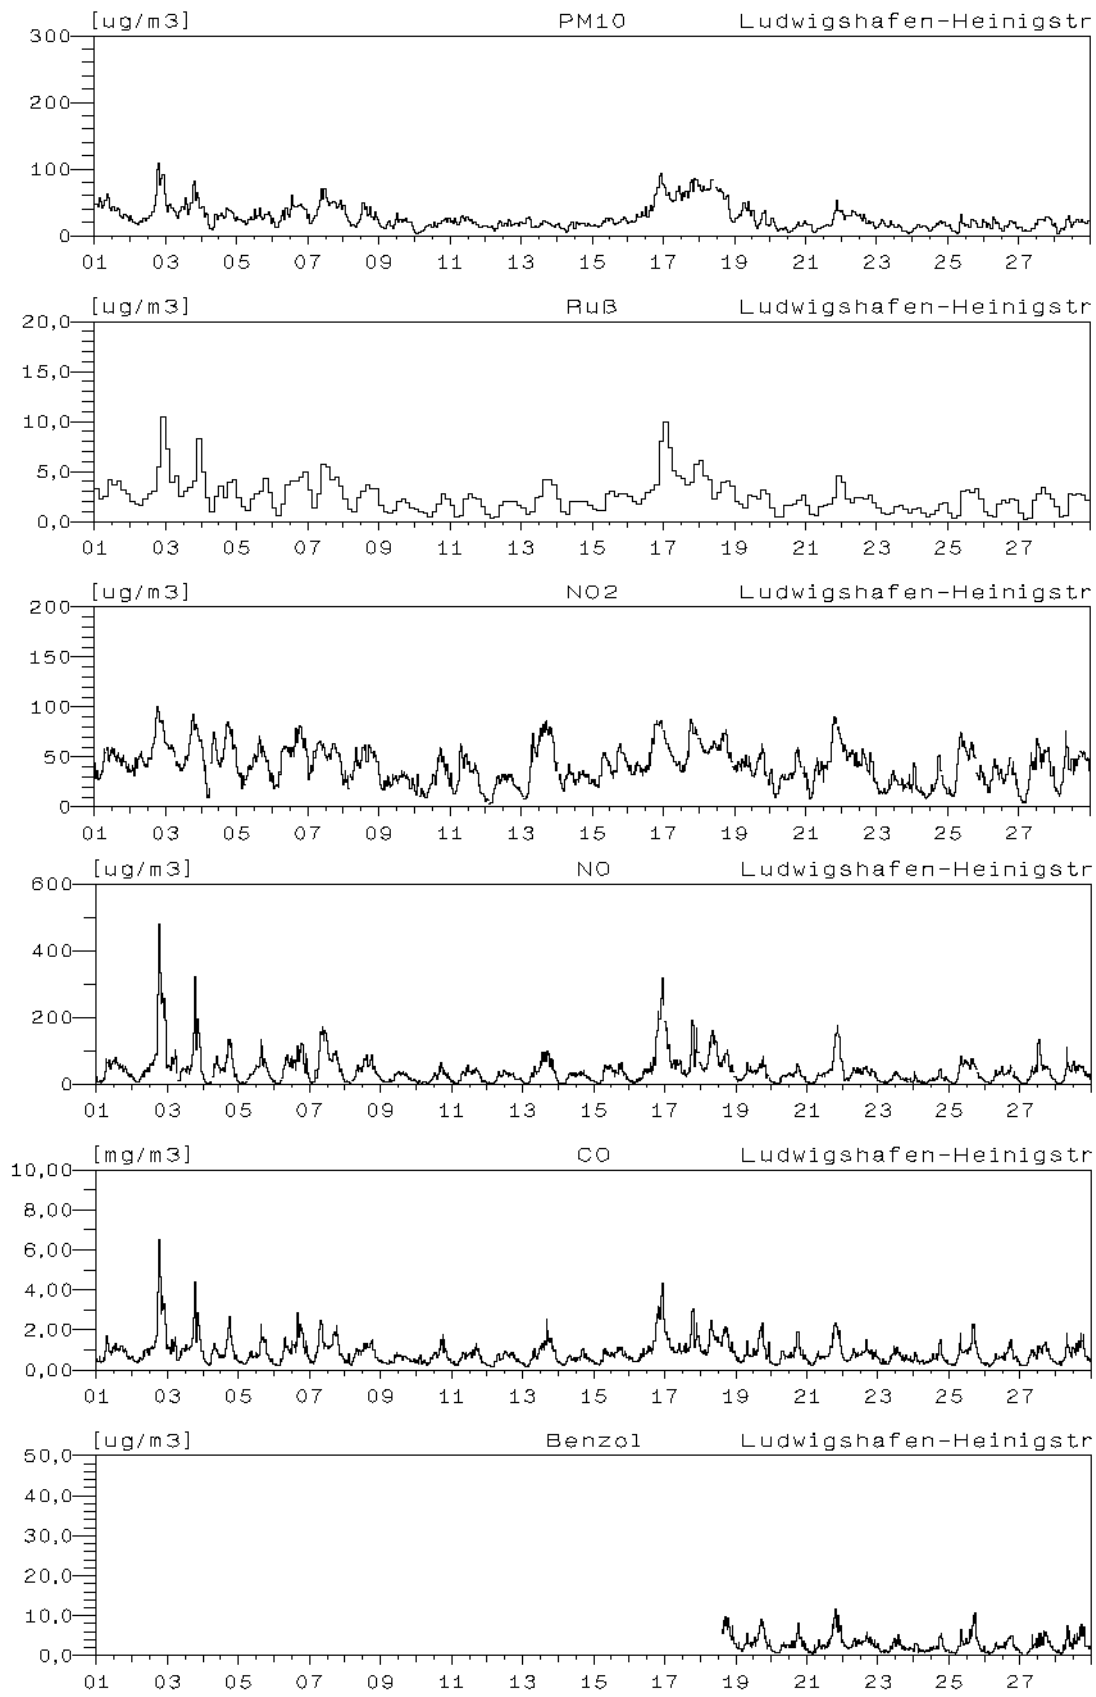 [ug/m3] PM10 Ludwigshafen-Heinigstr
300
200
100
0
01 03 05 07 09 11 13 15 17 19 21 23 25 27
[ug/m3] Ruß Ludwigshafen-Heinigstr
20,0
15,0
10,0
5,0
0,0
01 03 05 07 09 11 13 15 17 19 21 23 25 27
[ug/m3] NO2 Ludwigshafen-Heinigstr
200
150
100
50
0
01 03 05 07 09 11 13 15 17 19 21 23 25 27
[ug/m3] NO Ludwigshafen-Heinigstr
600
400
200
0
01 03 05 07 09 11 13 15 17 19 21 23 25 27
[mg/m3] CO Ludwigshafen-Heinigstr
10,00
8,00
6,00
4,00
2,00
0,00
01 03 05 07 09 11 13 15 17 19 21 23 25 27
[ug/m3] Benzol Ludwigshafen-Heinigstr
50,0
40,0
30,0
20,0
10,0
0,0
01 03 05 07 09 11 13 15 17 19 21 23 25 27